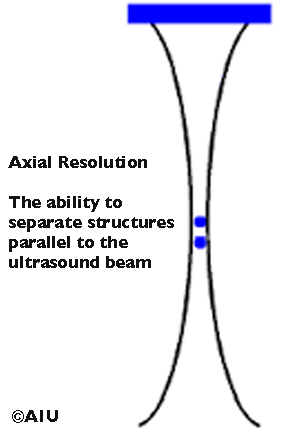 Axial Resolution
The ability to
separate structures
parallel to the
ultrasound beam
©AIU